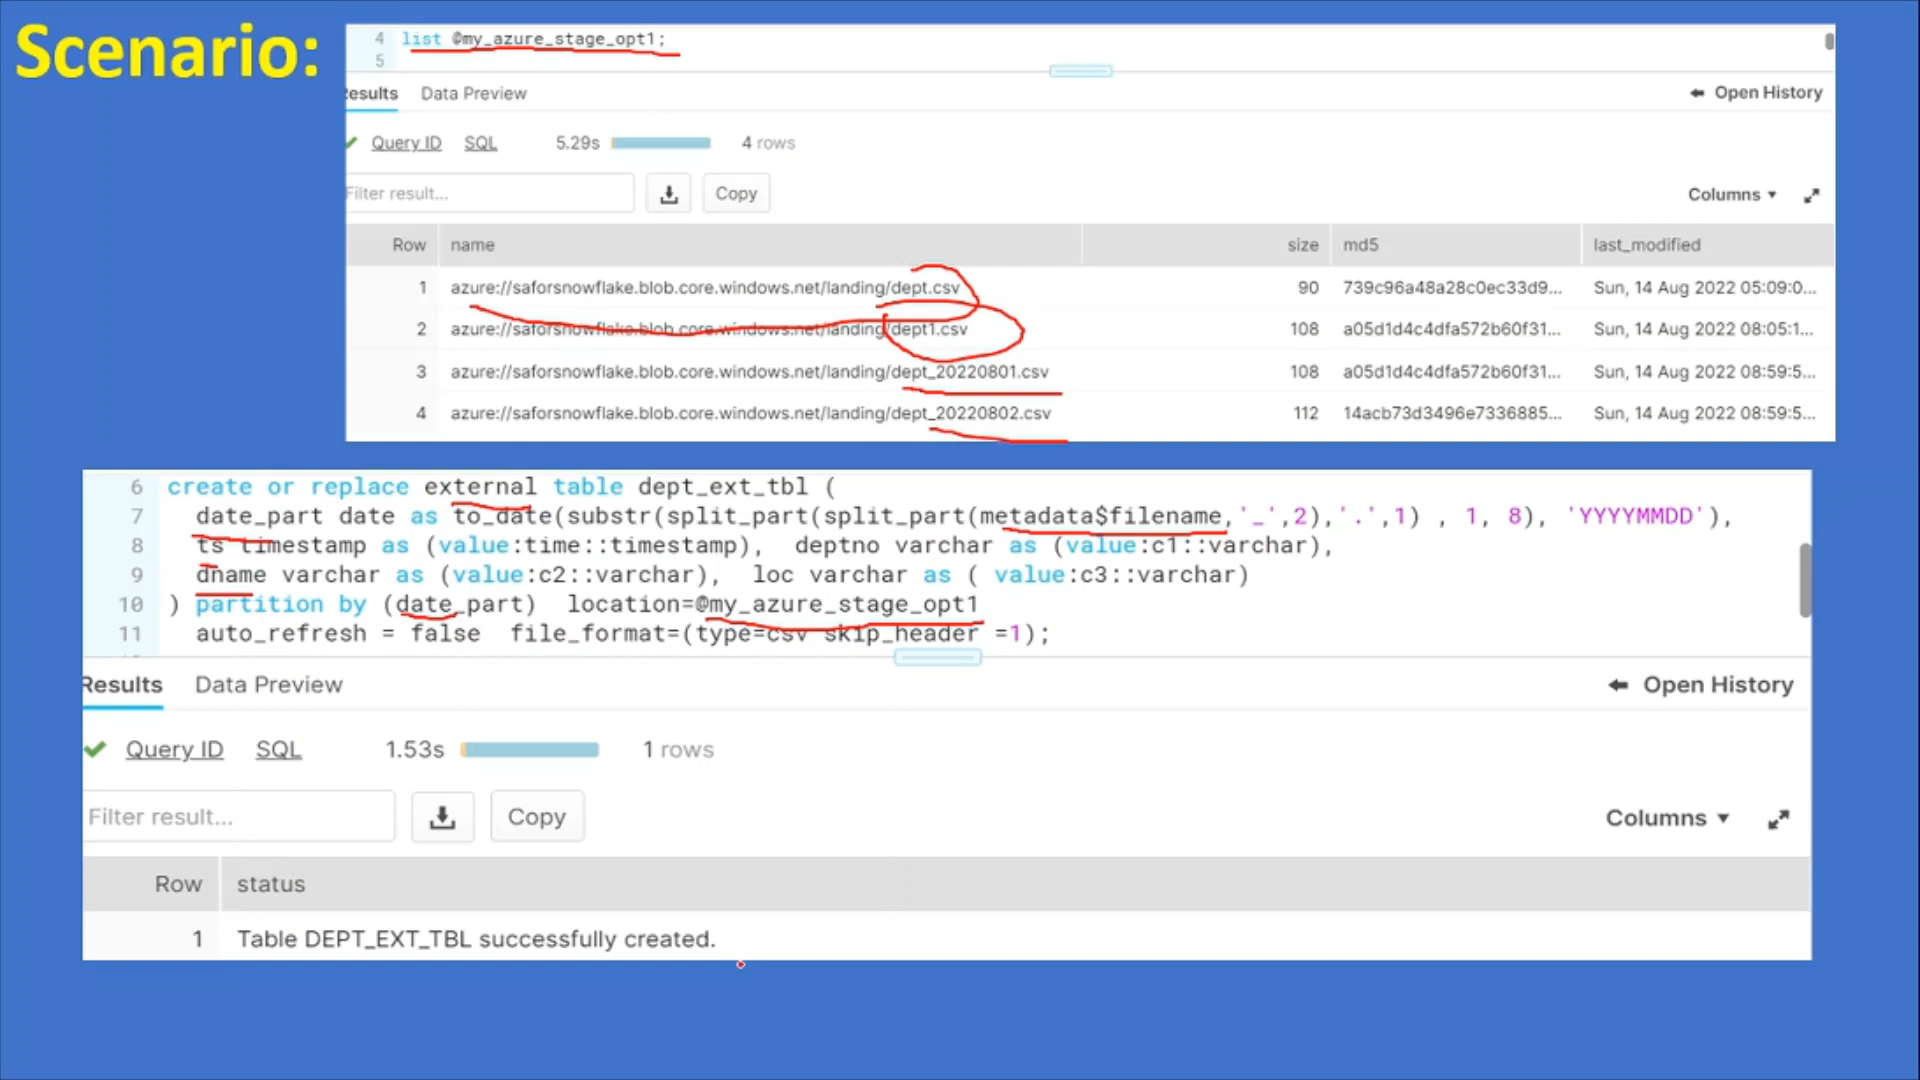 Scenario:
4 list @my_azure_stage_opt1;
5
Results Data Preview Open History
Query ID SQL 5.29s 4 rows
Filter result... Copy Columns
Row name size md5 last_modified
1 azure://saforsnowflake.blob.core.windows.net/landing/dept.csv 90 739c96a48a28c0ec33d9... Sun, 14 Aug 2022 05:09:0...
2 azure://saforsnowflake.blob.core.windows.net/landing/dept1.csv 108 a05d1d4c4dfa572b60f31... Sun, 14 Aug 2022 08:05:1...
3 azure://saforsnowflake.blob.core.windows.net/landing/dept_20220801.csv 108 a05d1d4c4dfa572b60f31... Sun, 14 Aug 2022 08:59:5...
4 azure://saforsnowflake.blob.core.windows.net/landing/dept_20220802.csv 112 14acb73d3496e7336885... Sun, 14 Aug 2022 08:59:5...
6 create or replace external table dept_ext_tbl (
7 date_part date as to_date(substr(split_part(split_part(metadata$filename,'_',2),'.',1) , 1, 8), 'YYYYMMDD'),
8 ts timestamp as (value:time::timestamp), deptno varchar as (value:c1::varchar),
9 dname varchar as (value:c2::varchar), loc varchar as ( value:c3::varchar)
10 ) partition by (date_part) location=@my_azure_stage_opt1
11 auto_refresh = false file_format=(type=csv skip_header =1);
Results Data Preview Open History
Query ID SQL 1.53s 1 rows
Filter result... Copy Columns
Row status
1 Table DEPT_EXT_TBL successfully created.